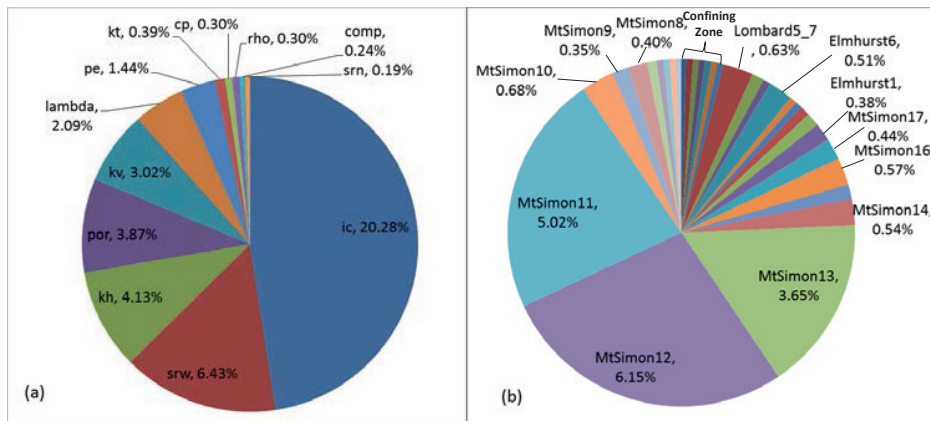 cp, 0.30%
kt, 0.39%
rho, 0.30%
comp,
0.24%
pe, 1.44%
srn, 0.19%
lambda,
2.09%
kv, 3.02%
por, 3.87%
kh, 4.13%
srw, 6.43%
ic, 20.28%
(a)
Confining
Zone
MtSimon8,
0.40%
MtSimon9,
0.35%
MtSimon10,
0.68%
Lombard5_7
, 0.63%
Elmhurst6,
0.51%
Elmhurst1,
0.38%
MtSimon17,
0.44%
MtSimon16
0.57%
MtSimon14,
0.54%
MtSimon13,
3.65%
MtSimon11,
5.02%
MtSimon12,
6.15%
(b)